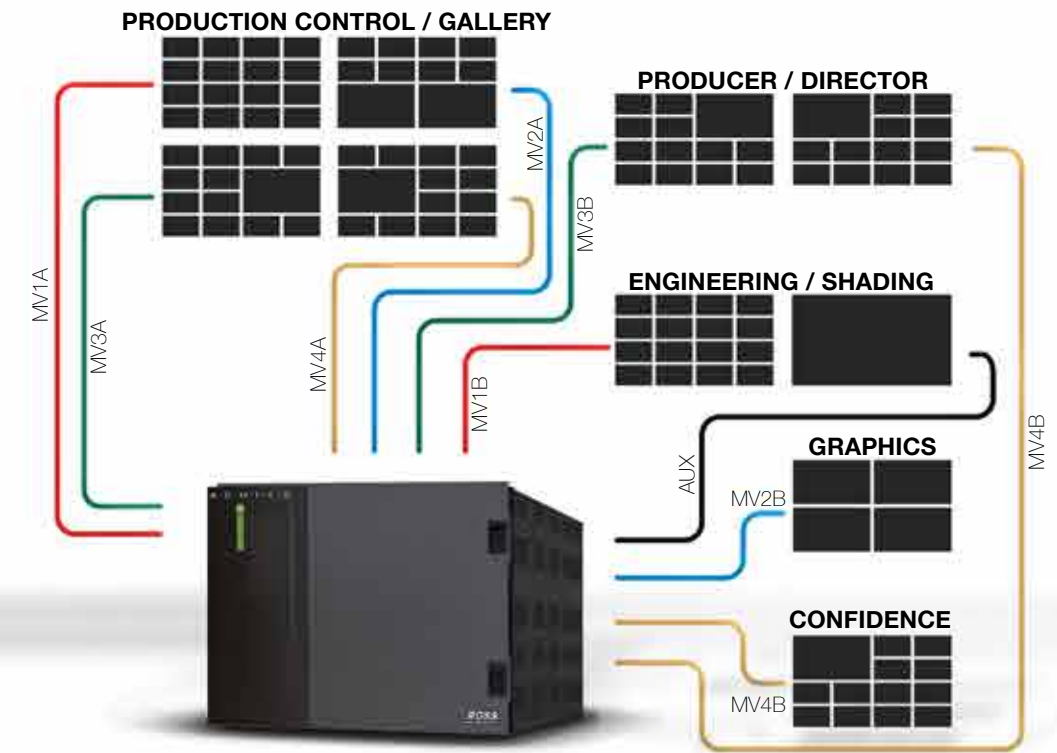 PRODUCTION CONTROL / GALLERY
PRODUCER / DIRECTOR
MV2A
MV3B
ENGINEERING / SHADING
MV1A
MV3A
MV4A
MV1B
MV4B
GRAPHICS
AUX
MV2B
CONFIDENCE
MV4B
ROSS